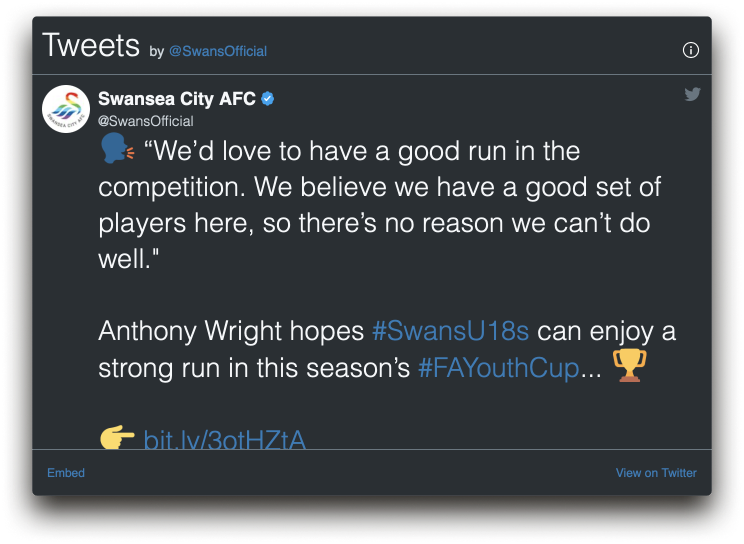 Tweets by @SwansOfficial
Swansea City AFC
@SwansOfficial
“We’d love to have a good run in the
competition. We believe we have a good set of
players here, so there’s no reason we can’t do
well."
Anthony Wright hopes #SwansU18s can enjoy a
strong run in this season’s #FAYouthCup...
bit.ly/3otHZtA
Embed
View on Twitter